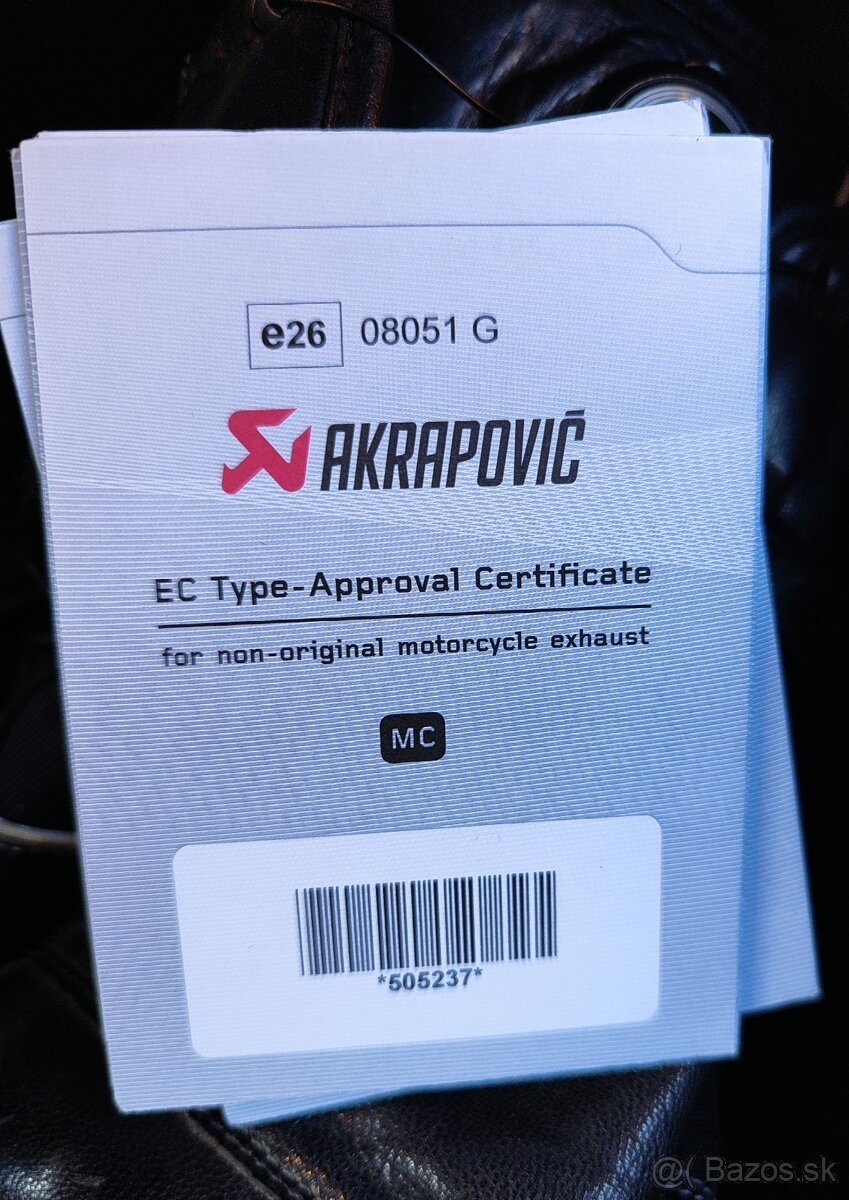 e26 08051 G
AKRAPOVIČ
EC Type-Approval Certificate
for non-original motorcycle exhaust
MC
*505237*
@( Bazos.sk